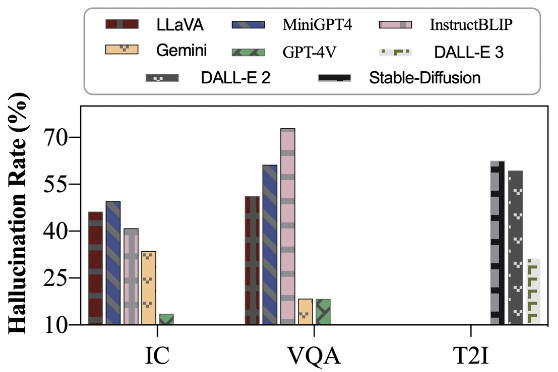 LLaVA MiniGPT4 InstructBLIP
Gemini GPT-4V DALL-E 3
DALL-E 2 Stable-Diffusion
Hallucination Rate (%)
70
55
40
25
10
IC VQA T2I